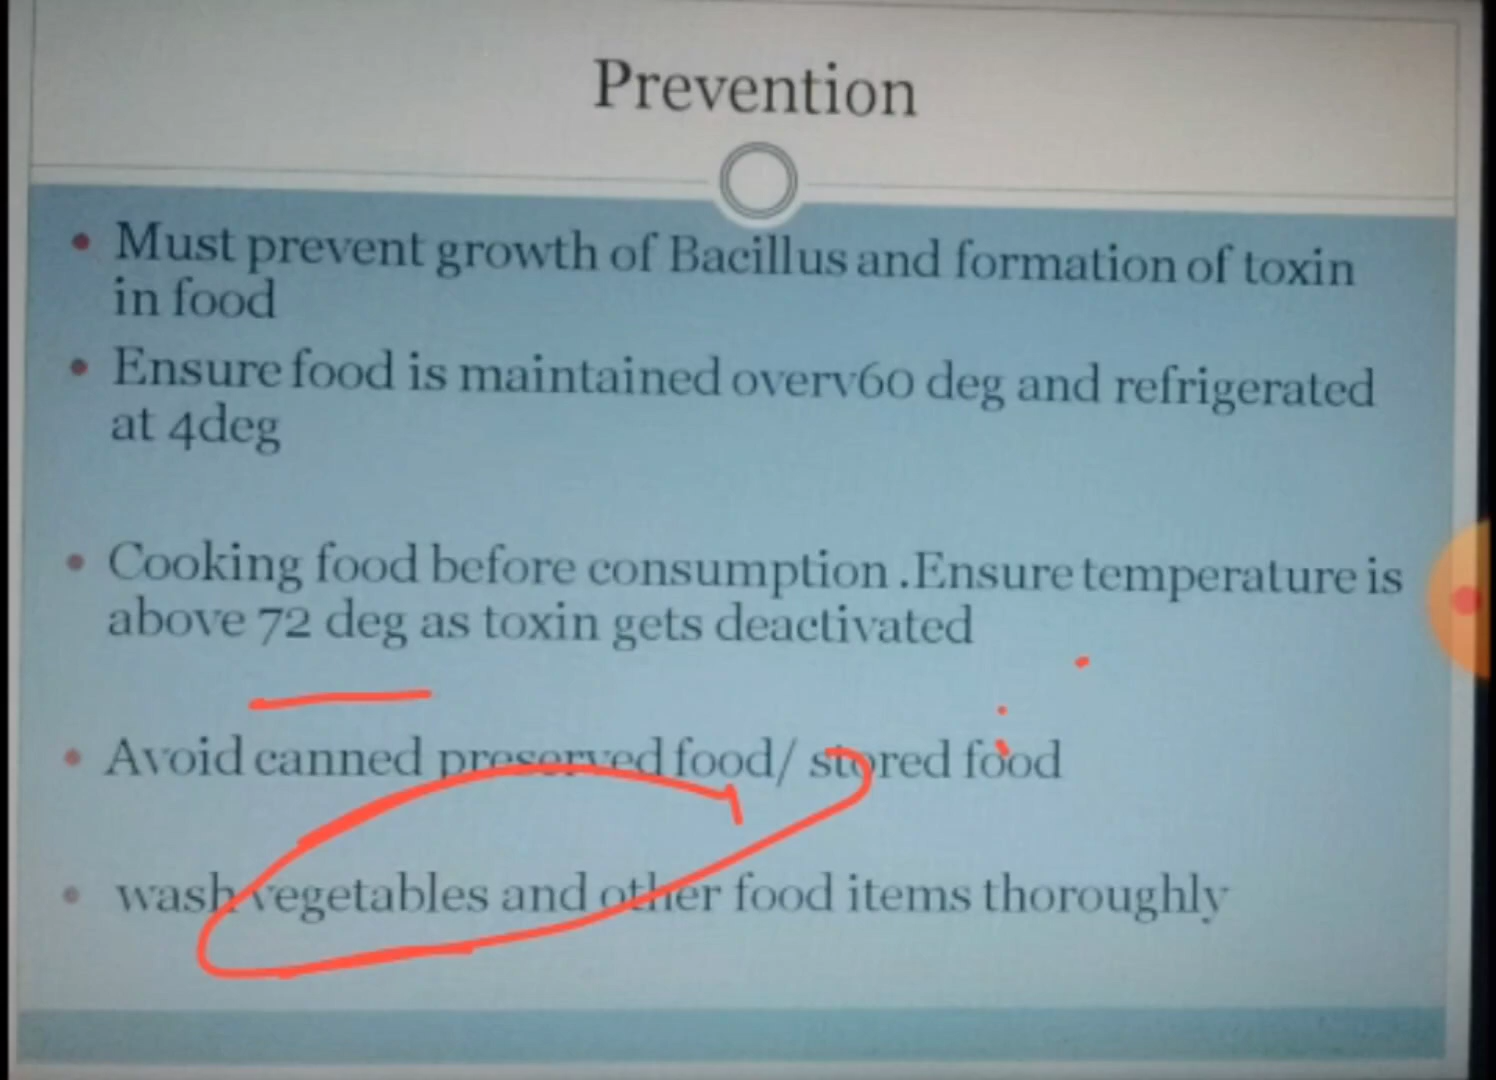 Prevention
• Must prevent growth of Bacillus and formation of toxin
in food
• Ensure food is maintained overv60 deg and refrigerated
at 4deg
• Cooking food before consumption .Ensure temperature is
above 72 deg as toxin gets deactivated
• Avoid canned preserved food/ stored food
• wash vegetables and other food items thoroughly